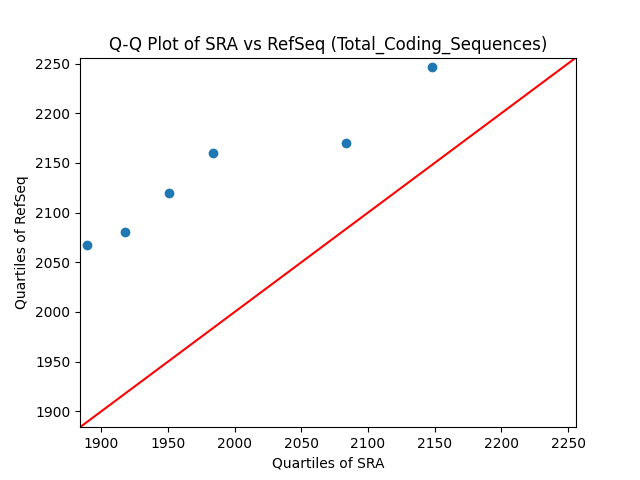 Q-Q Plot of SRA vs RefSeq (Total_Coding_Sequences)
2250
2200
2150
2100
2050
2000
1950
1900
Quartiles of RefSeq
1900 1950 2000 2050 2100 2150 2200 2250
Quartiles of SRA